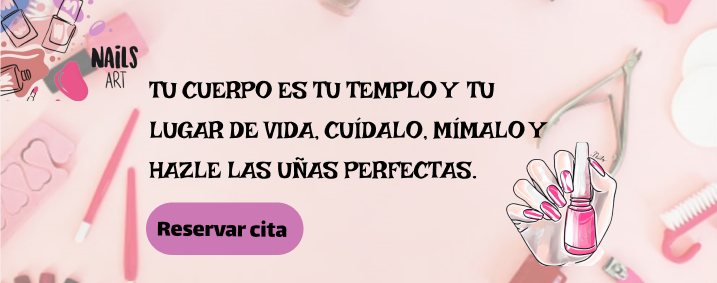 NAiLS
ART
TU CUERPO ES TU TEMPLO Y TU
LUGAR DE VIDA, CUÍDALO, MÍMALO Y
HAZLE LAS UÑAS PERFECTAS.
Reservar cita